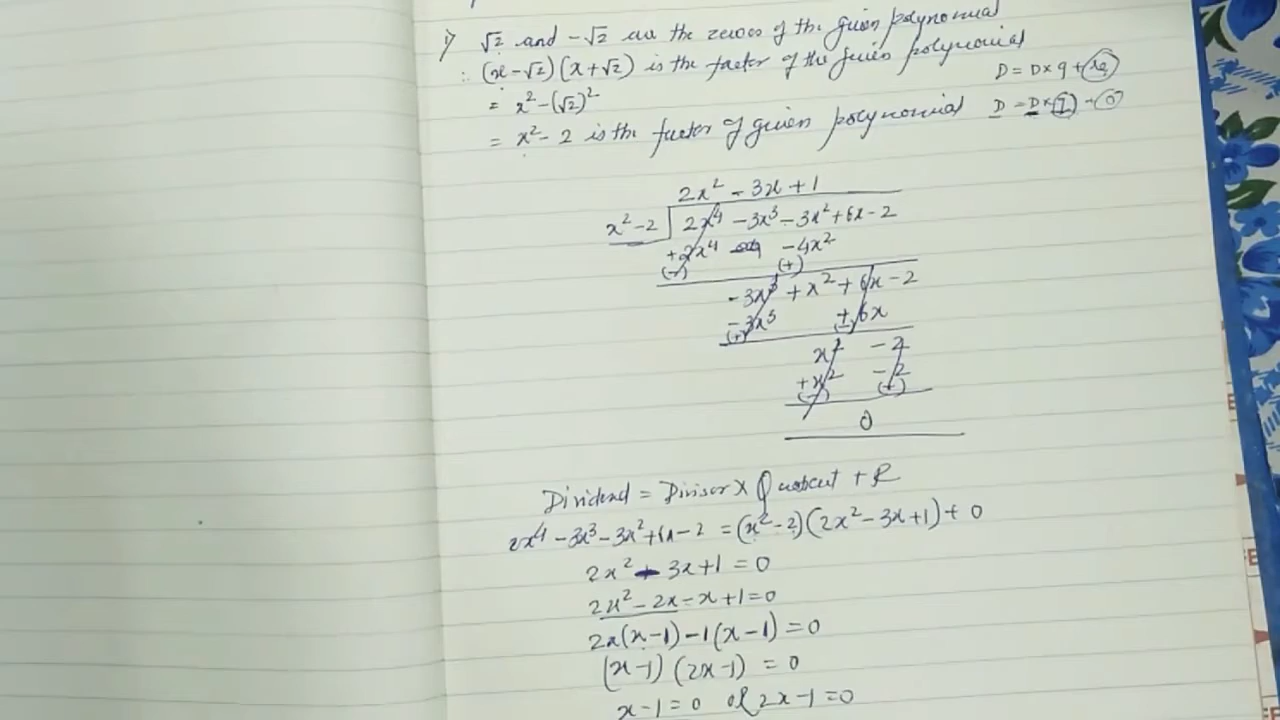 i) √2 and -√2 are the zeroes of the given polynomial
∴ (x-√2)(x+√2) is the factor of the given polynomial
= x²-(√2)²
= x²-2 is the factor of given polynomial
D = D×q+
D = D×
2x² - 3x + 1
x²-2 2x⁴ -3x³ -3x² +6x -2
+2x⁴ -4x²
(-) (+)
-3x³ +x² +6x -2
-3x³ +6x
(+) (-)
x² -2
+x² -2
(-) (+)
0
Dividend = Divisor × Quotient + R
2x⁴ -3x³ -3x² +6x -2 = (x²-2)(2x²-3x+1)+0
2x² - 3x+1 = 0
2x² -2x -x +1=0
2x(x-1)-1(x-1)=0
(x-1)(2x-1) = 0
x-1=0 or 2x-1=0